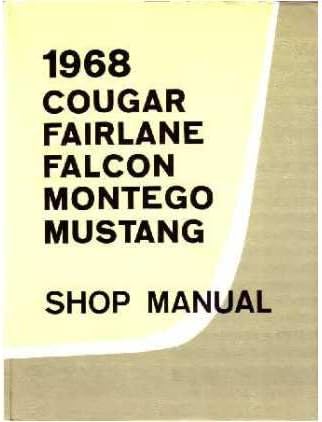 1968
COUGAR
FAIRLANE
FALCON
MONTEGO
MUSTANG
SHOP MANUAL